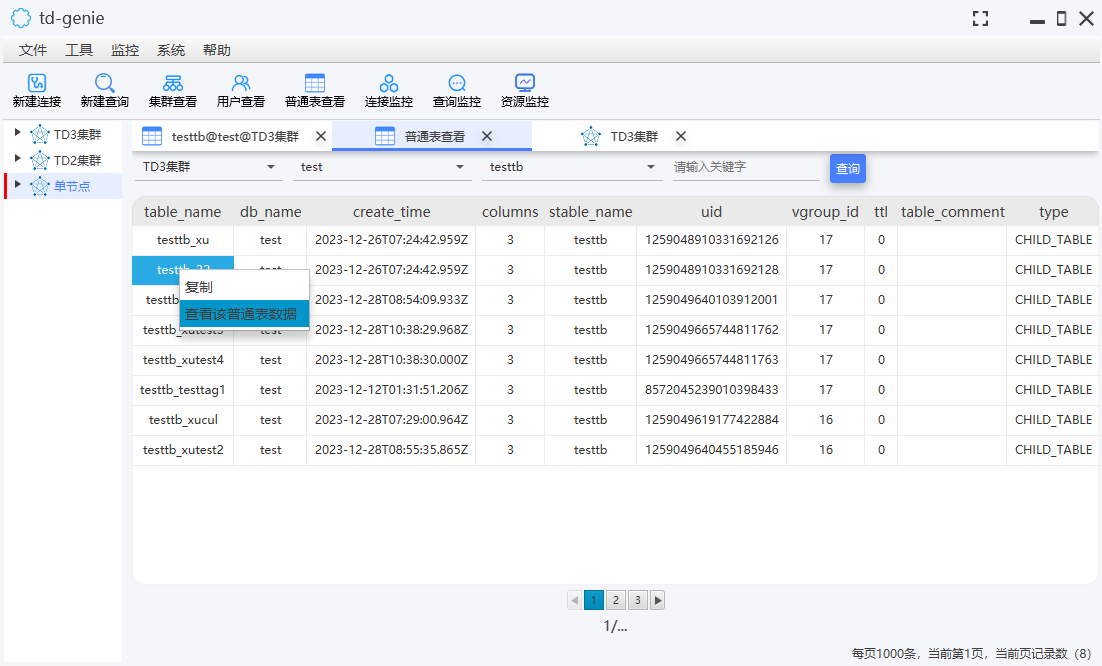 td-genie
文件 工具 监控 系统 帮助
新建连接 新建查询 集群查看 用户查看 普通表查看 连接监控 查询监控 资源监控
TD3集群
TD2集群
单节点
testtb@test@TD3集群 普通表查看 TD3集群
TD3集群 test testtb 请输入关键字 查询
table_name db_name create_time columns stable_name uid vgroup_id ttl table_comment type
testtb_xu test 2023-12-26T07:24:42.959Z 3 testtb 1259048910331692126 17 0 CHILD_TABLE
test 2023-12-26T07:24:42.959Z 3 testtb 1259048910331692128 17 0 CHILD_TABLE
复制
testtb 2023-12-28T08:54:09.933Z 3 testtb 1259049640103912001 17 0 CHILD_TABLE
查看该普通表数据
testtb_xutest3 test 2023-12-28T10:38:29.968Z 3 testtb 1259049665744811762 17 0 CHILD_TABLE
testtb_xutest4 test 2023-12-28T10:38:30.000Z 3 testtb 1259049665744811763 17 0 CHILD_TABLE
testtb_testtag1 test 2023-12-12T01:31:51.206Z 3 testtb 8572045239010398433 17 0 CHILD_TABLE
testtb_xucul test 2023-12-28T07:29:00.964Z 3 testtb 1259049619177422884 16 0 CHILD_TABLE
testtb_xutest2 test 2023-12-28T08:55:35.865Z 3 testtb 1259049640455185946 16 0 CHILD_TABLE
1 2 3
1/...
每页1000条，当前第1页，当前页记录数（8）